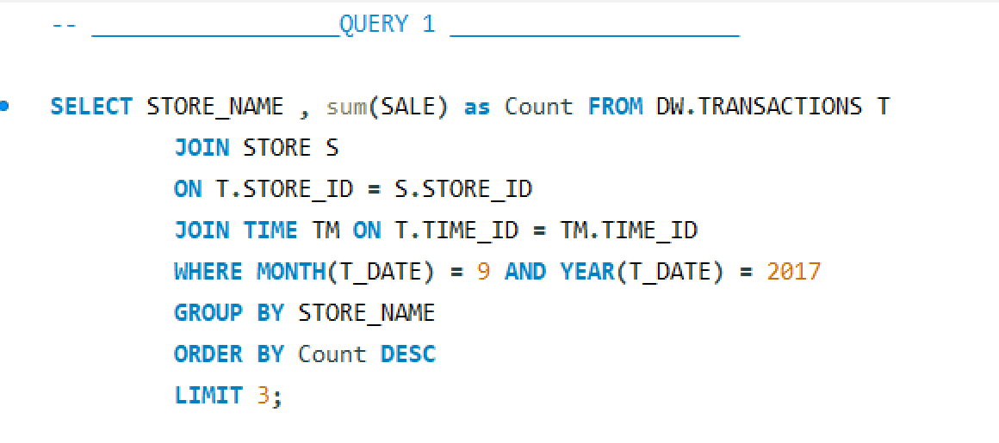 -- __________________QUERY 1 _____________________
SELECT STORE_NAME , sum(SALE) as Count FROM DW.TRANSACTIONS T
JOIN STORE S
ON T.STORE_ID = S.STORE_ID
JOIN TIME TM ON T.TIME_ID = TM.TIME_ID
WHERE MONTH(T_DATE) = 9 AND YEAR(T_DATE) = 2017
GROUP BY STORE_NAME
ORDER BY Count DESC
LIMIT 3;